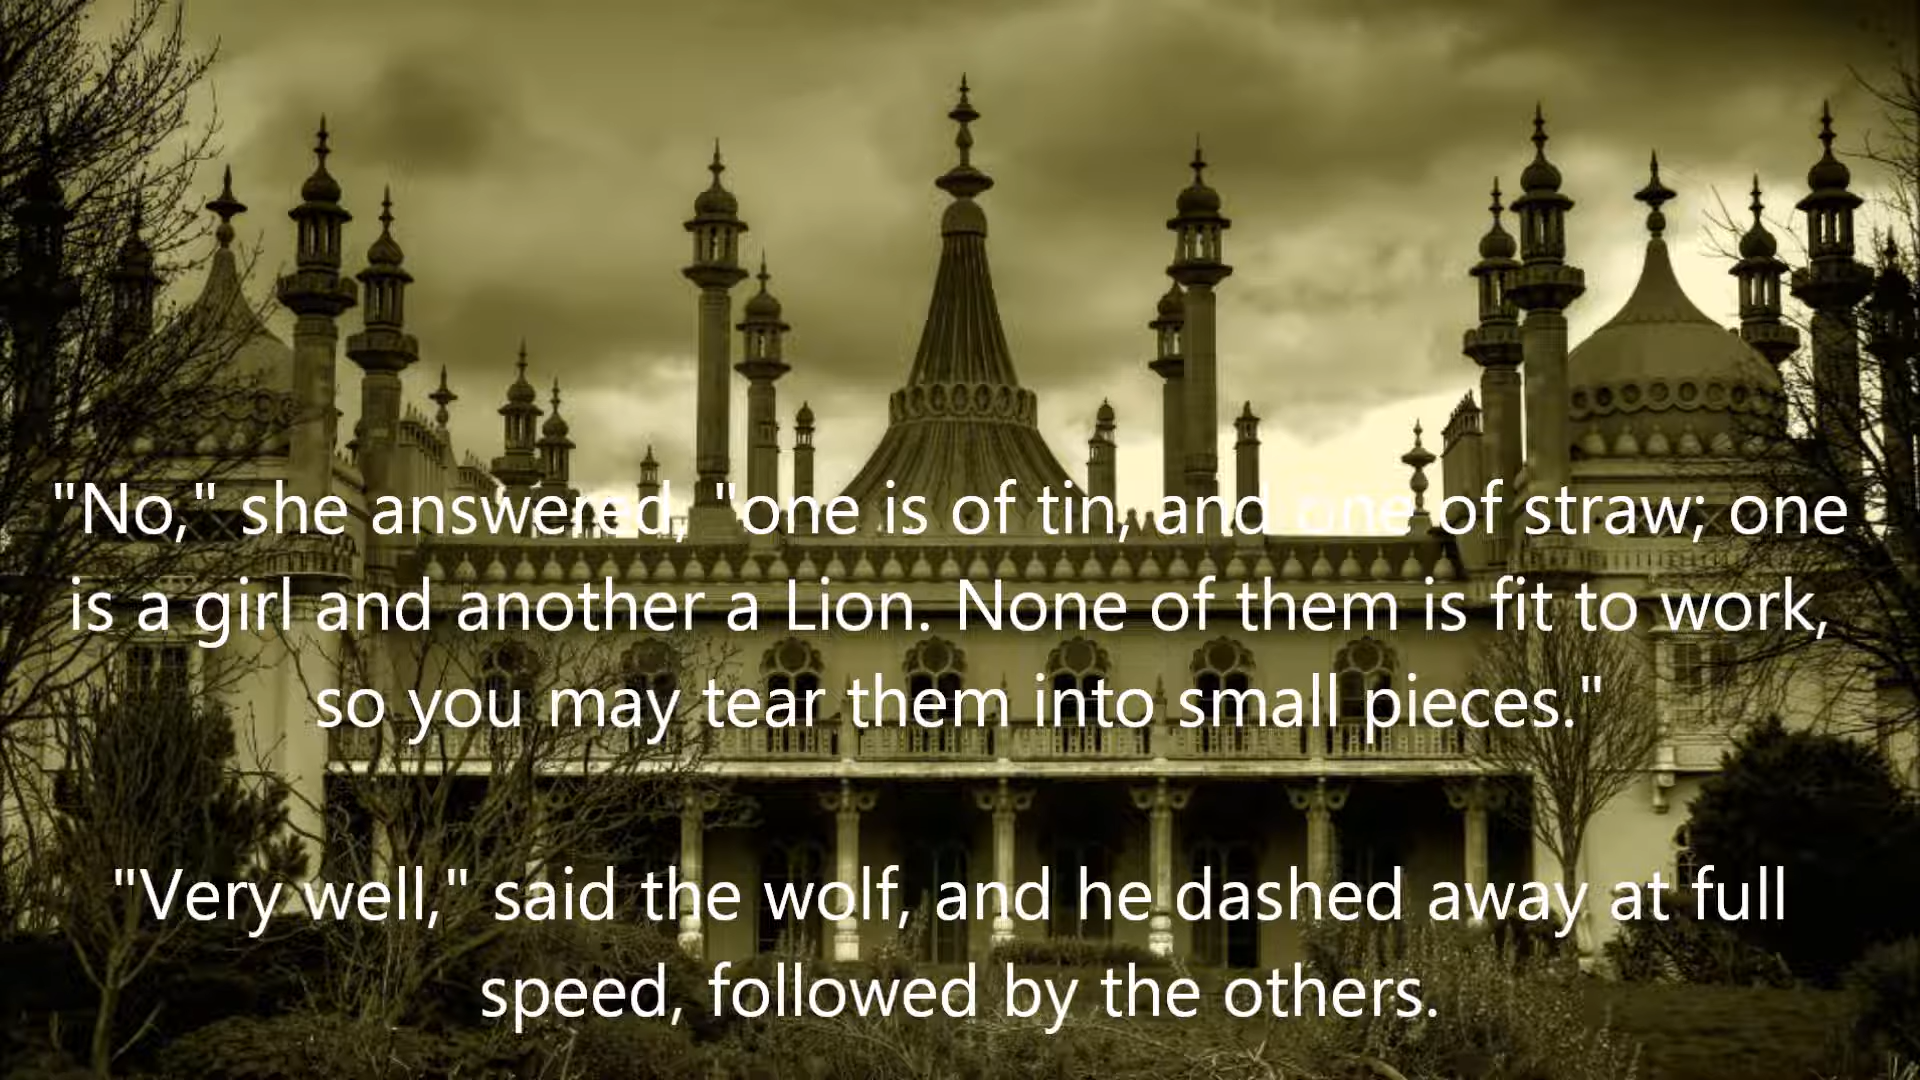 "No," she answered, "one is of tin, and one of straw; one
is a girl and another a Lion. None of them is fit to work,
so you may tear them into small pieces."
"Very well," said the wolf, and he dashed away at full
speed, followed by the others.